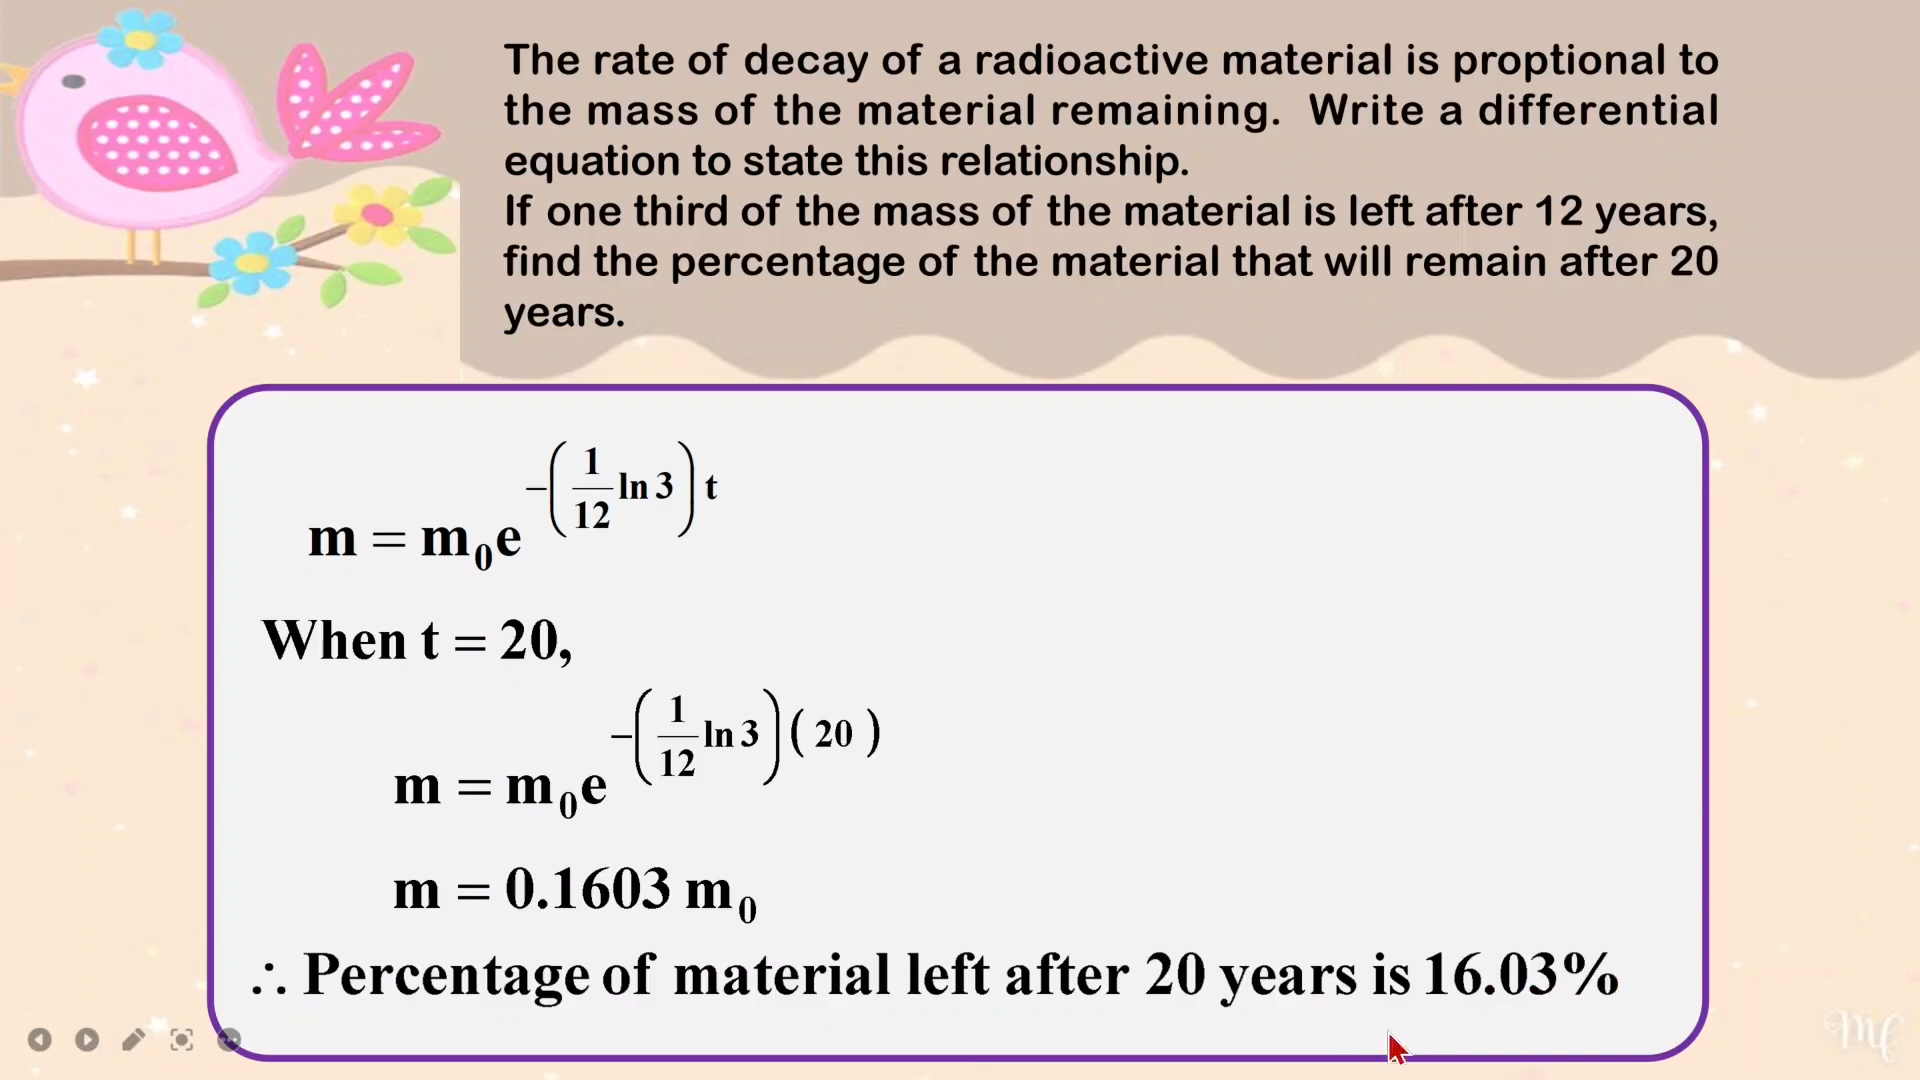 The rate of decay of a radioactive material is proptional to
the mass of the material remaining. Write a differential
equation to state this relationship.
If one third of the mass of the material is left after 12 years,
find the percentage of the material that will remain after 20
years.
m = m₀e^{-(1/12 ln 3) t}
When t = 20,
m = m₀e^{-(1/12 ln 3)(20)}
m = 0.1603 m₀
∴ Percentage of material left after 20 years is 16.03%
mf